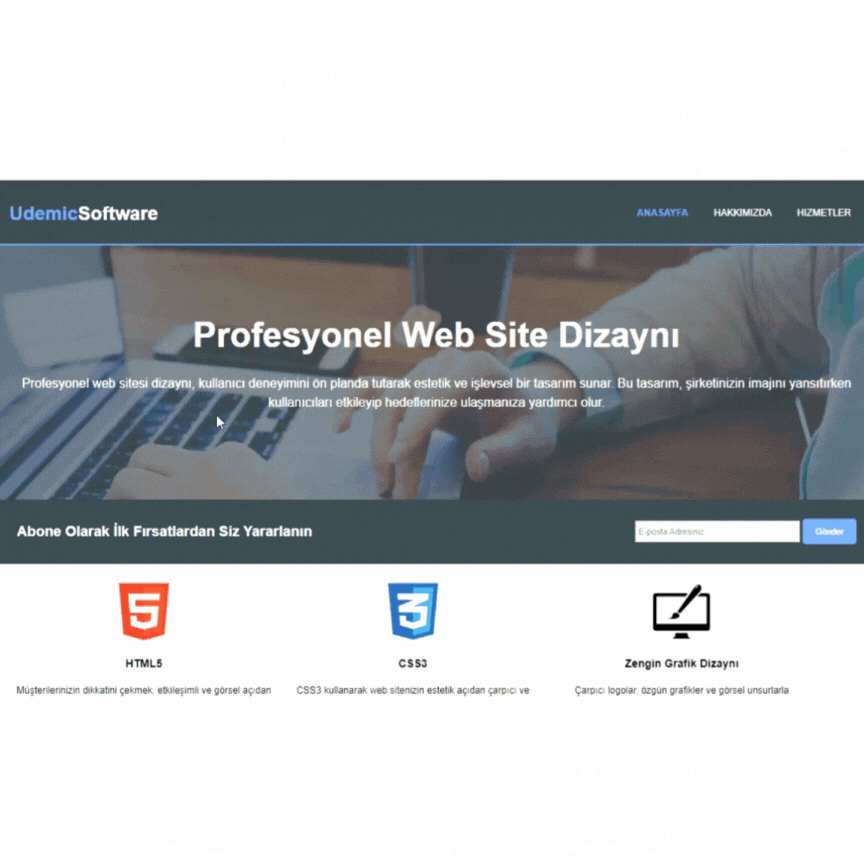 UdemicSoftware
ANASAYFA HAKKIMIZDA HİZMETLER
Profesyonel Web Site Dizaynı
Profesyonel web sitesi dizaynı, kullanıcı deneyimini ön planda tutarak estetik ve işlevsel bir tasarım sunar. Bu tasarım, şirketinizin imajını yansıtırken
kullanıcıları etkileyip hedeflerinize ulaşmanıza yardımcı olur.
Abone Olarak İlk Fırsatlardan Siz Yararlanın
E-posta Adresiniz
Gönder
HTML5
CSS3
Zengin Grafik Dizaynı
Müşterilerinizin dikkatini çekmek, etkileşimli ve görsel açıdan
CSS3 kullanarak web sitenizin estetik açıdan çarpıcı ve
Çarpıcı logolar, özgün grafikler ve görsel unsurlarla